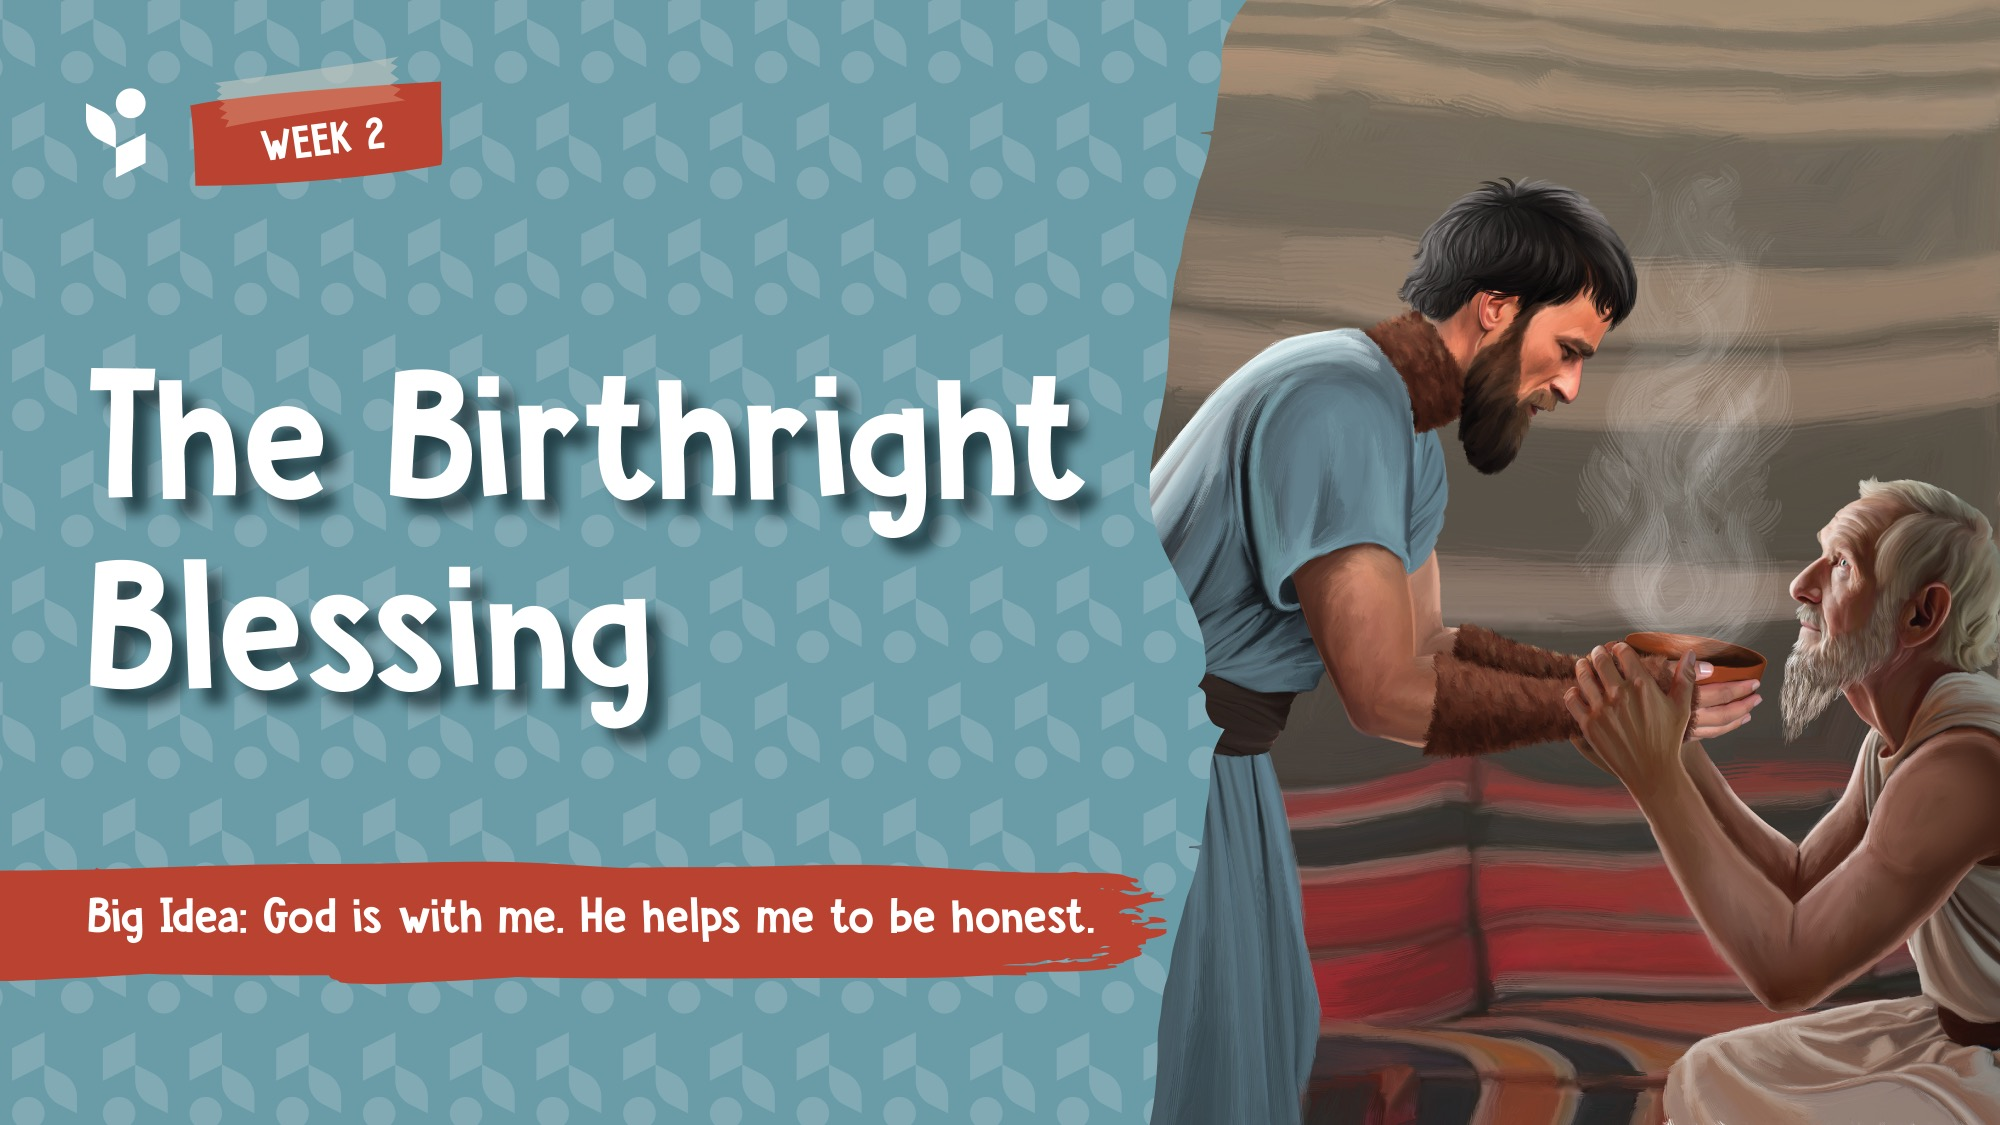 WEEK 2
The Birthright
Blessing
Big Idea: God is with me. He helps me to be honest.